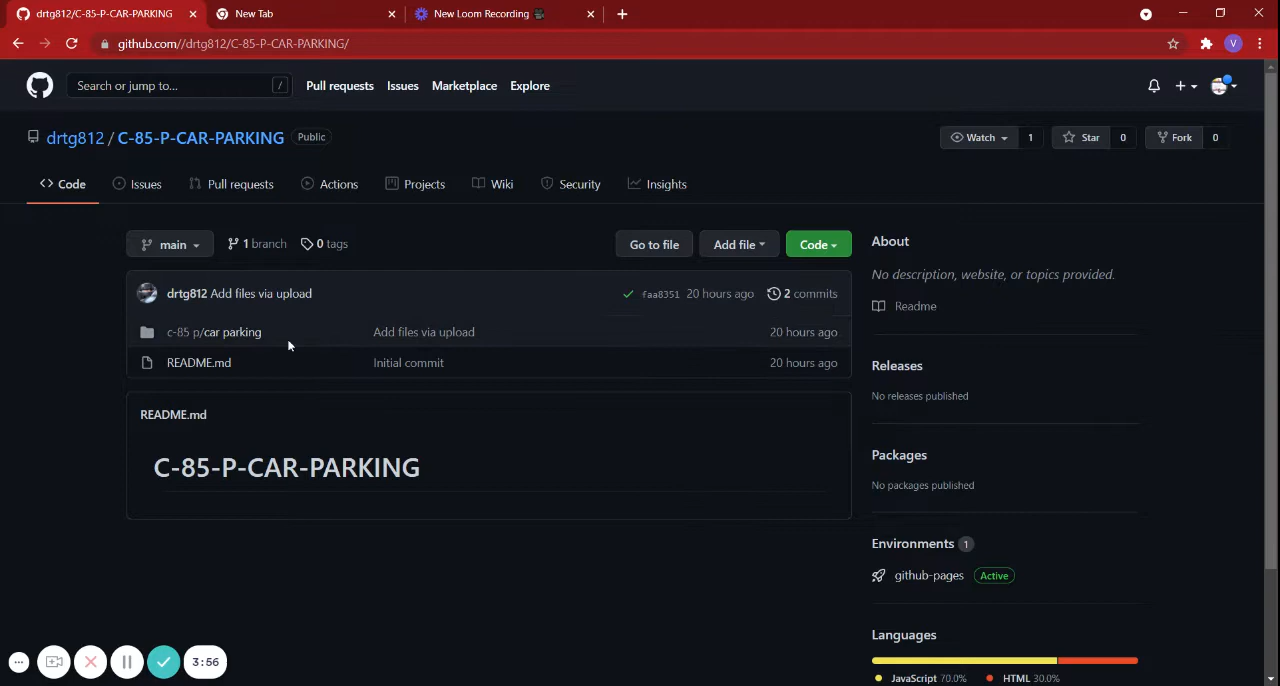 drtg812/C-85-P-CAR-PARKING
New Tab
New Loom Recording
github.com//drtg812/C-85-P-CAR-PARKING/
V
Search or jump to... /
Pull requests Issues Marketplace Explore
drtg812 / C-85-P-CAR-PARKING Public
Watch 1 Star 0 Fork 0
Code Issues Pull requests Actions Projects Wiki Security Insights
main 1 branch 0 tags Go to file Add file Code
drtg812 Add files via upload faa8351 20 hours ago 2 commits
c-85 p/car parking Add files via upload 20 hours ago
README.md Initial commit 20 hours ago
README.md
C-85-P-CAR-PARKING
About
No description, website, or topics provided.
Readme
Releases
No releases published
Packages
No packages published
Environments 1
github-pages Active
Languages
JavaScript 70.0% HTML 30.0%
3:56